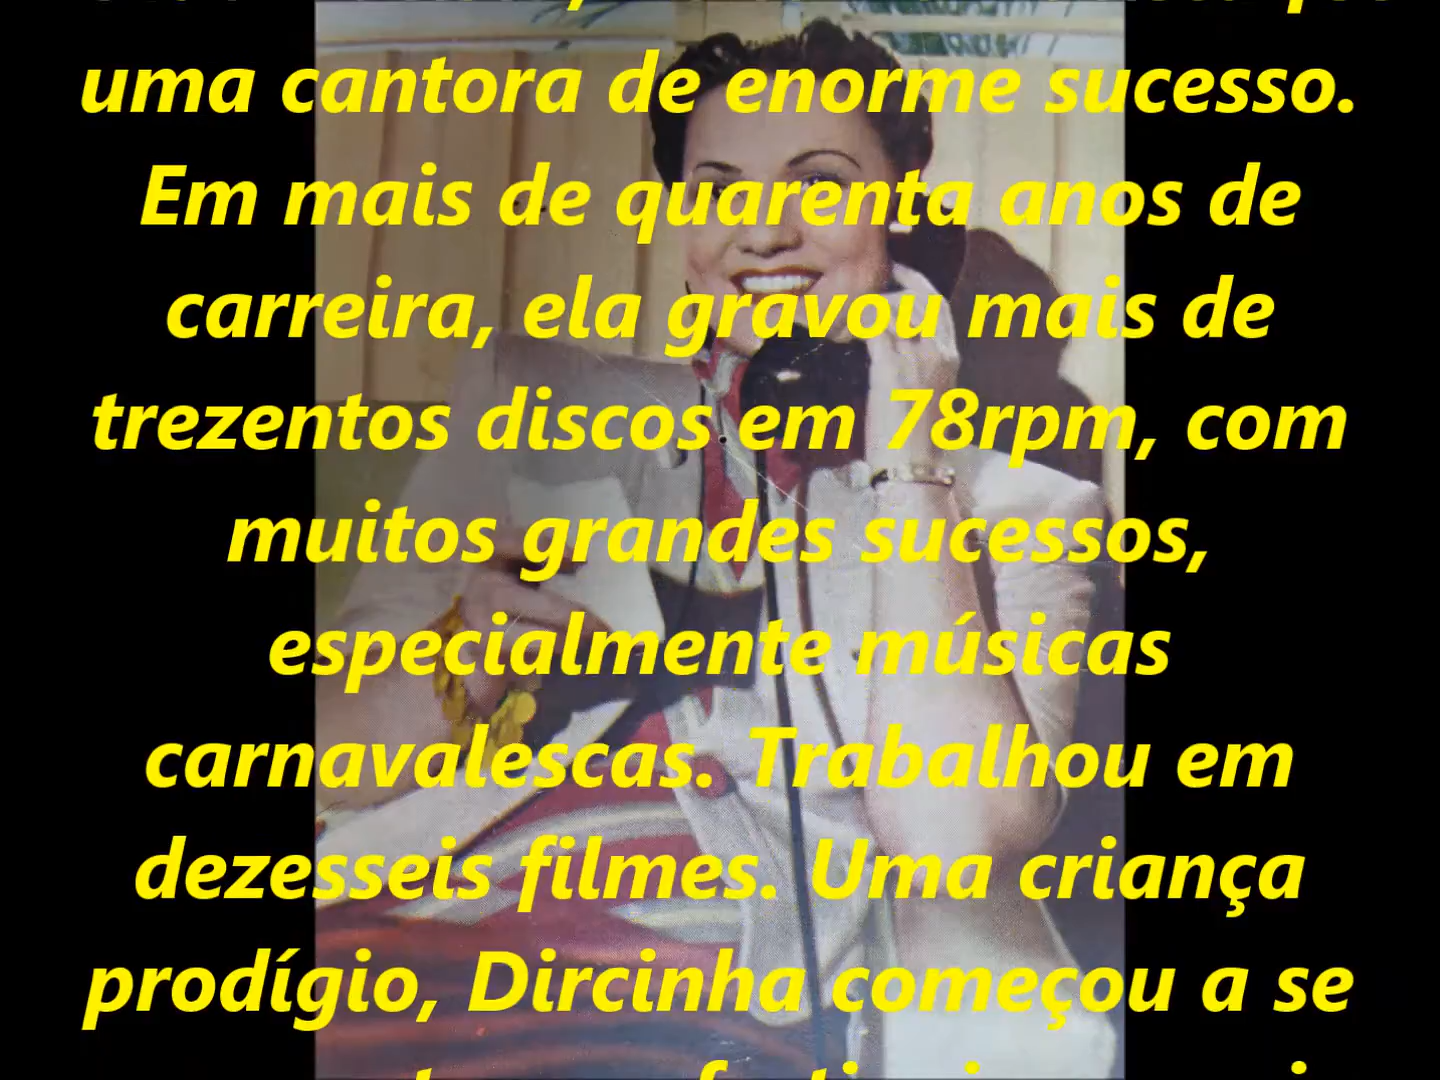 uma cantora de enorme sucesso.
Em mais de quarenta anos de
carreira, ela gravou mais de
trezentos discos em 78rpm, com
muitos grandes sucessos,
especialmente músicas
carnavalescas. Trabalhou em
dezesseis filmes. Uma criança
prodígio, Dircinha começou a se